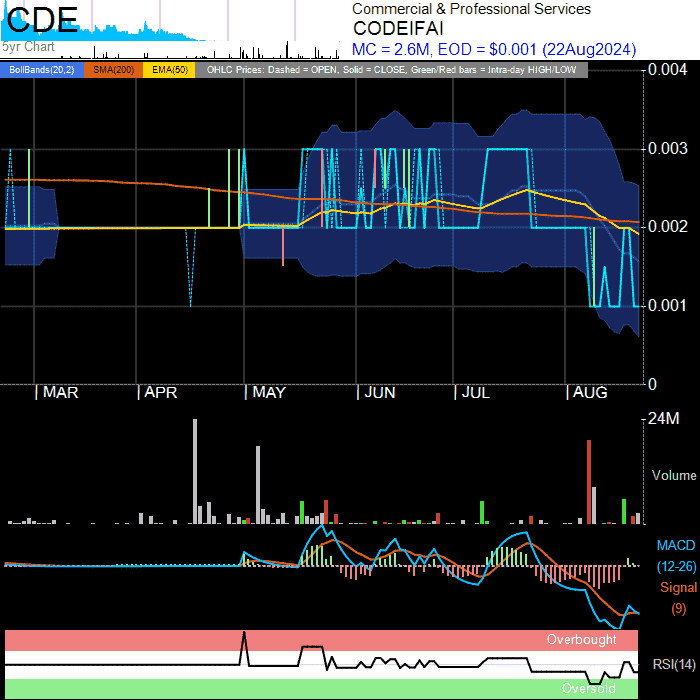 CDE
Commercial & Professional Services
CODEIFAI
5yr Chart
MC = 2.6M, EOD = $0.001 (22Aug2024)
BollBands(20,2) SMA(200) EMA(50) OHLC Prices: Dashed = OPEN, Solid = CLOSE, Green/Red bars = Intra-day HIGH/LOW
0.004
0.003
0.002
0.001
0
MAR APR MAY JUN JUL AUG
24M
Volume
MACD
(12-26)
Signal
(9)
Overbought
RSI(14)
Oversold